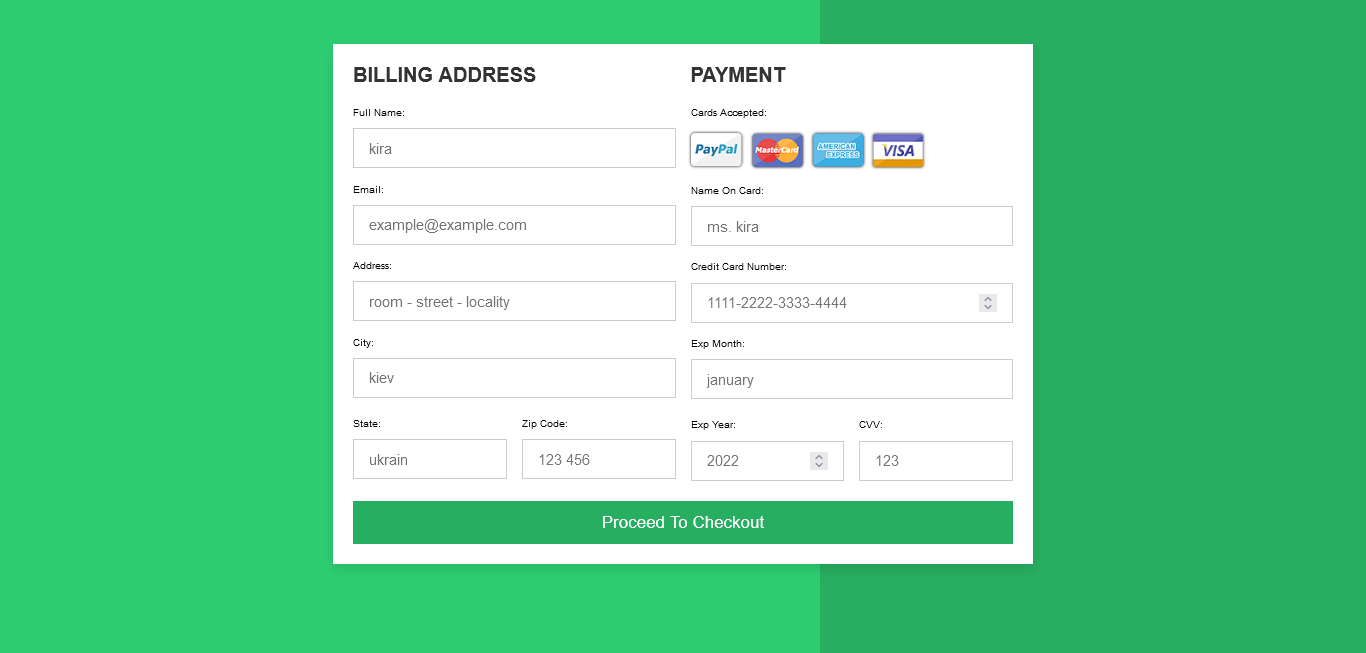 BILLING ADDRESS
Full Name:
kira
Email:
example@example.com
Address:
room - street - locality
City:
kiev
State:
Zip Code:
ukrain
123 456
PAYMENT
Cards Accepted:
PayPal MasterCard AMERICAN EXPRESS VISA
Name On Card:
ms. kira
Credit Card Number:
1111-2222-3333-4444
Exp Month:
january
Exp Year:
CVV:
2022
123
Proceed To Checkout